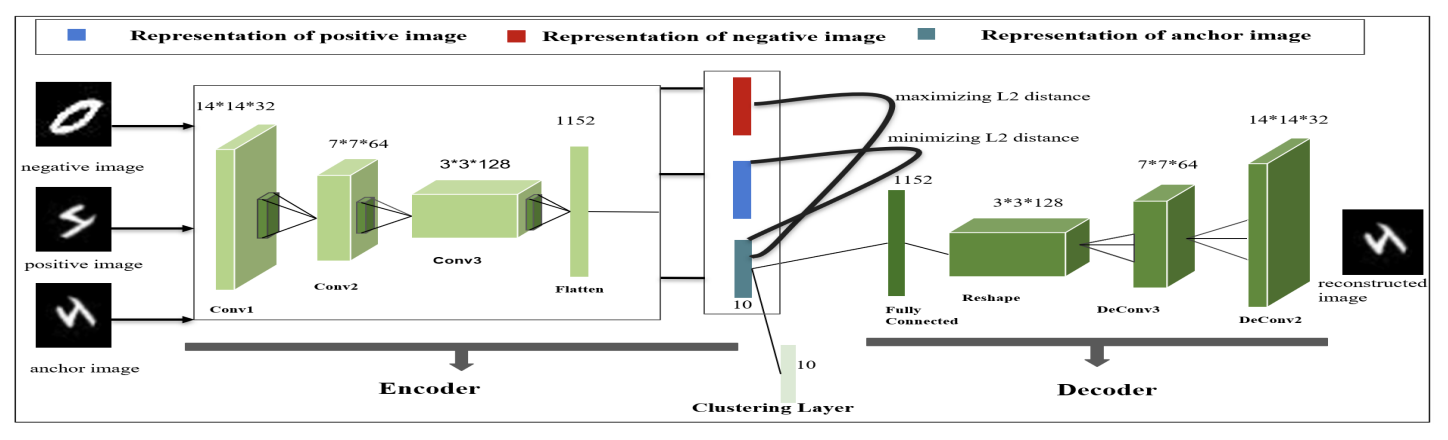 Representation of positive image
Representation of negative image
Representation of anchor image
negative image
positive image
anchor image
14*14*32
7*7*64
3*3*128
1152
Conv1
Conv2
Conv3
Flatten
Encoder
10
maximizing L2 distance
minimizing L2 distance
10
Clustering Layer
1152
3*3*128
7*7*64
14*14*32
Fully
Connected
Reshape
DeConv3
DeConv2
reconstructed
image
Decoder